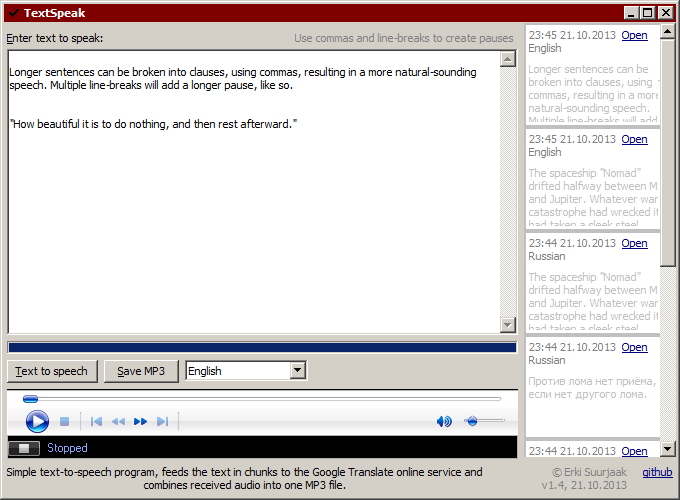 TextSpeak
Enter text to speak:
Use commas and line-breaks to create pauses
Longer sentences can be broken into clauses, using commas, resulting in a more natural-sounding
speech. Multiple line-breaks will add a longer pause, like so.
"How beautiful it is to do nothing, and then rest afterward."
Text to speech
Save MP3
English
Stopped
Simple text-to-speech program, feeds the text in chunks to the Google Translate online service and
combines received audio into one MP3 file.
23:45 21.10.2013 Open
English
Longer sentences can be
broken into clauses, using
commas, resulting in a more
natural-sounding speech.
Multiple line-breaks will add
23:45 21.10.2013 Open
English
The spaceship "Nomad"
drifted halfway between M
and Jupiter. Whatever war
catastrophe had wrecked it
had taken a sleek steel
23:44 21.10.2013 Open
Russian
The spaceship "Nomad"
drifted halfway between M
and Jupiter. Whatever war
catastrophe had wrecked it
had taken a sleek steel
23:44 21.10.2013 Open
Russian
Против лома нет приёма,
если нет другого лома.
23:44 21.10.2013 Open
© Erki Suurjaak
github
v1.4, 21.10.2013